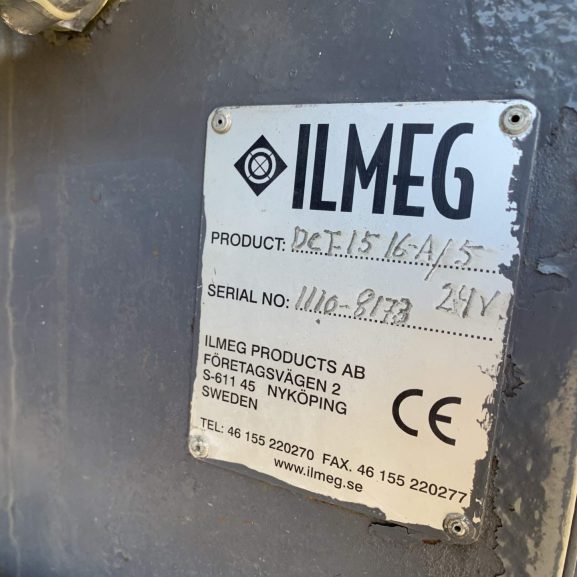 ILMEG
PRODUCT: DCT-15 16-A/5
SERIAL NO: 1110-8173 24V
ILMEG PRODUCTS AB
FÖRETAGSVÄGEN 2
S-611 45 NYKÖPING
SWEDEN
CE
TEL: 46 155 220270 FAX. 46 155 220277
www.ilmeg.se